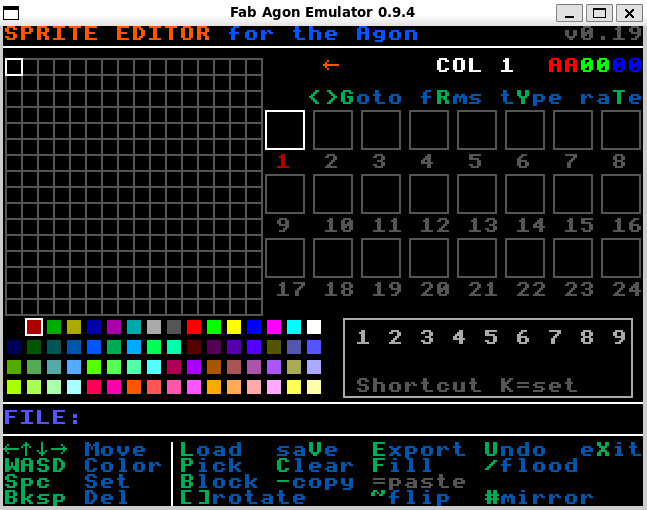 Fab Agon Emulator 0.9.4
SPRITE EDITOR for the Agon v0.19
← COL 1 AA0000
<>Goto fRms tYpe raTe
1 2 3 4 5 6 7 8
9 10 11 12 13 14 15 16
17 18 19 20 21 22 23 24
1 2 3 4 5 6 7 8 9
Shortcut K=set
FILE:
←↑↓→ Move Load saVe Export Undo eXit
WASD Color Pick Clear Fill /flood
Spc Set Block -copy =paste
Bksp Del []rotate ~flip #mirror